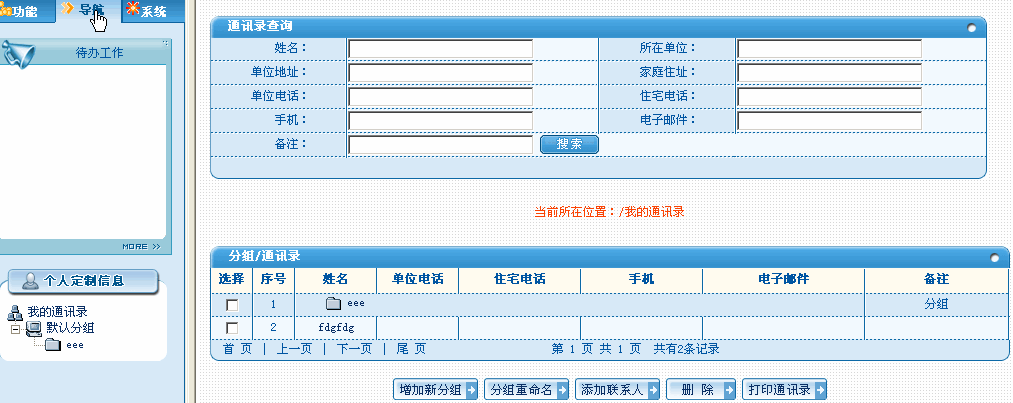 功能 导航 系统
待办工作
MORE >>
个人定制信息
我的通讯录
默认分组
eee
通讯录查询
姓名： 所在单位：
单位地址： 家庭住址：
单位电话： 住宅电话：
手机： 电子邮件：
备注： 搜索
当前所在位置：/我的通讯录
分组/通讯录
选择 序号 姓名 单位电话 住宅电话 手机 电子邮件 备注
1 eee 分组
2 fdgfdg
首 页 | 上一页 | 下一页 | 尾 页 第 1 页 共 1 页 共有2条记录
增加新分组 分组重命名 添加联系人 删 除 打印通讯录